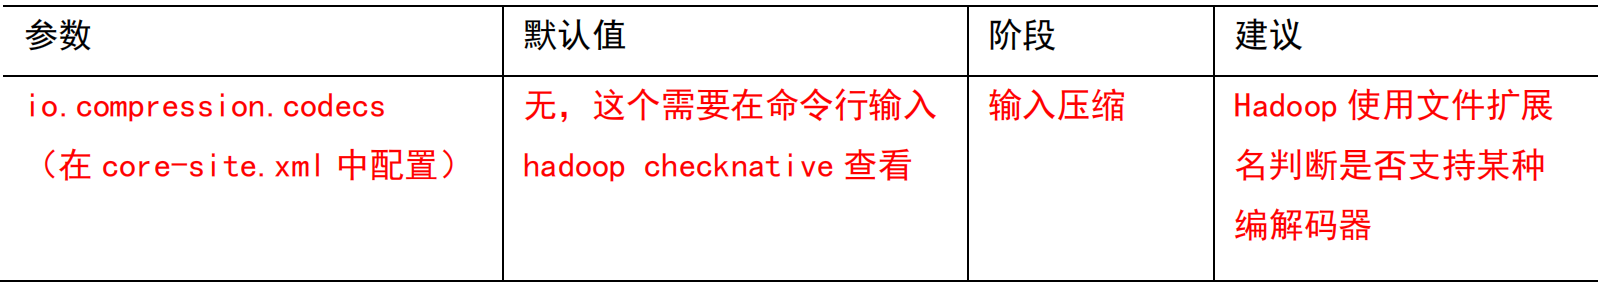 参数 默认值 阶段 建议
io.compression.codecs
（在 core-site.xml 中配置）
无，这个需要在命令行输入
hadoop checknative 查看
输入压缩
Hadoop 使用文件扩展
名判断是否支持某种
编解码器